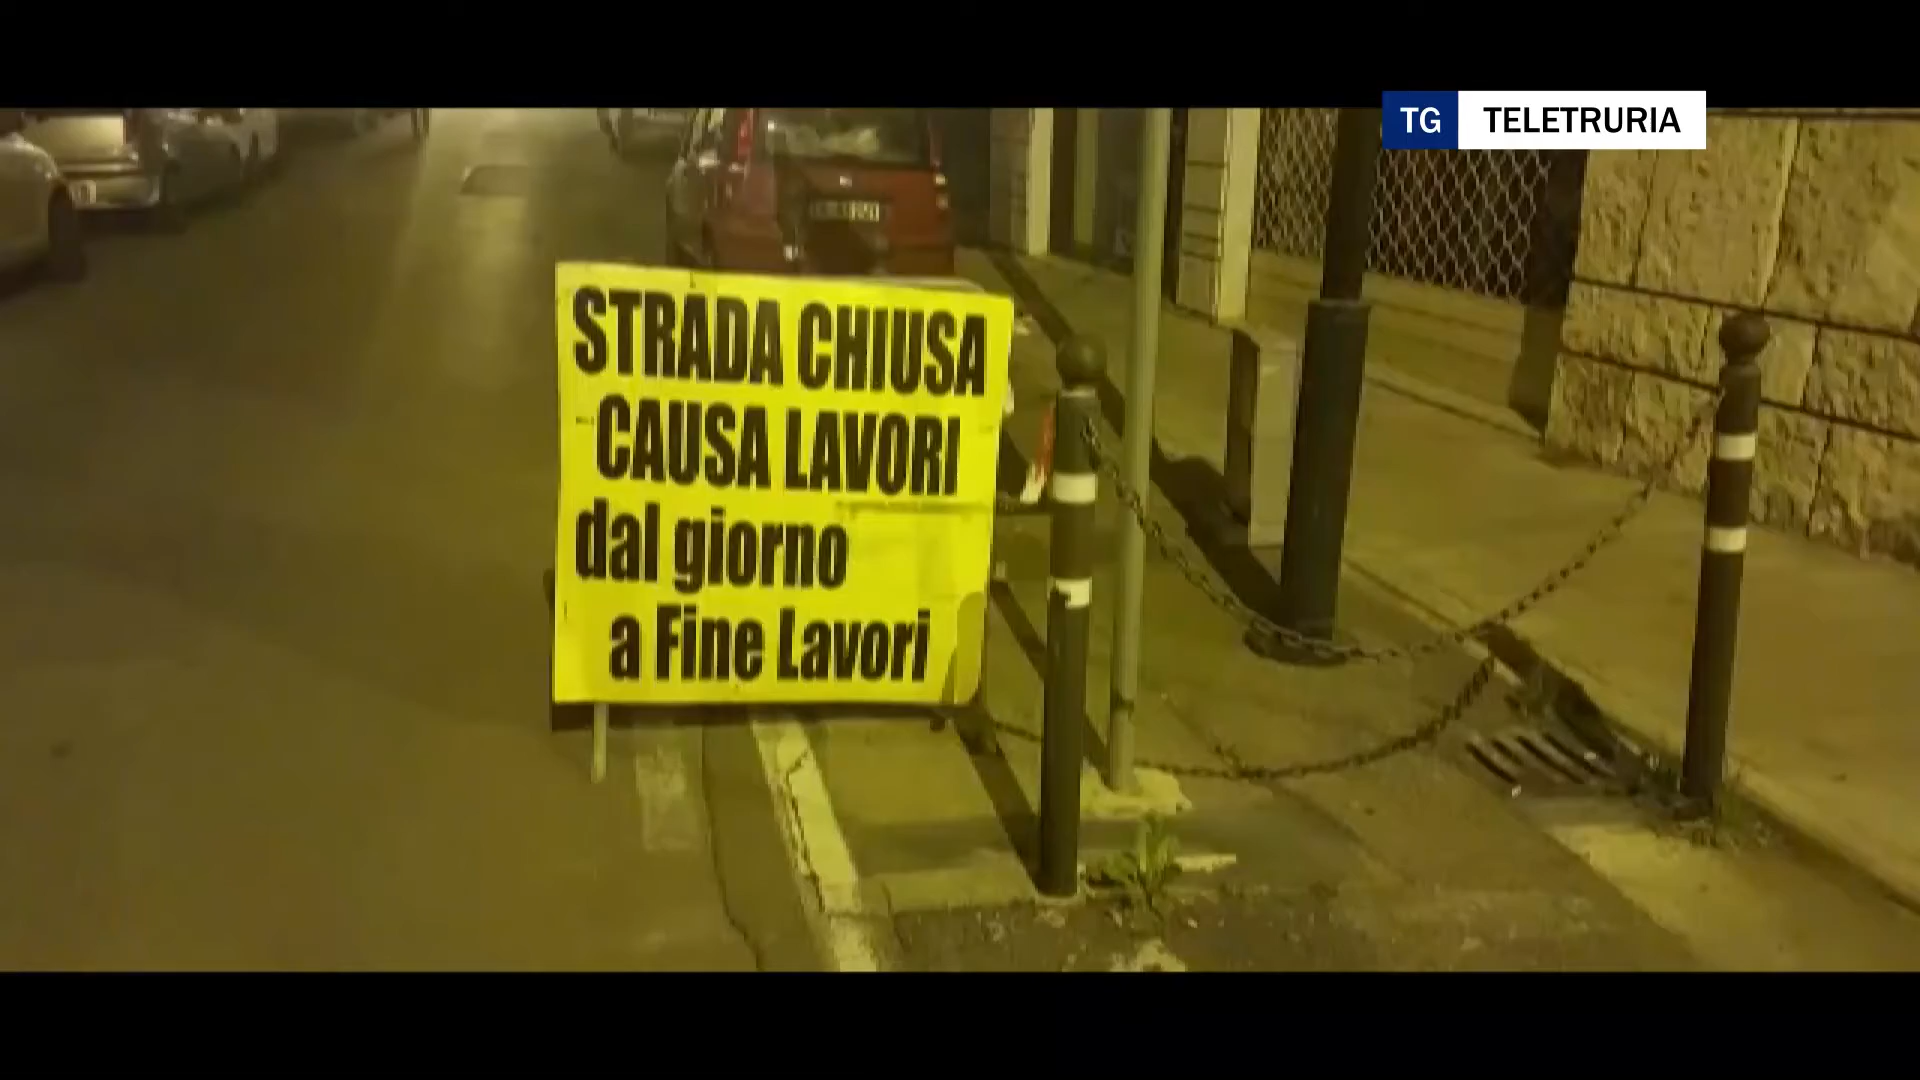 TG TELETRURIA
STRADA CHIUSA
CAUSA LAVORI
dal giorno
a Fine Lavori